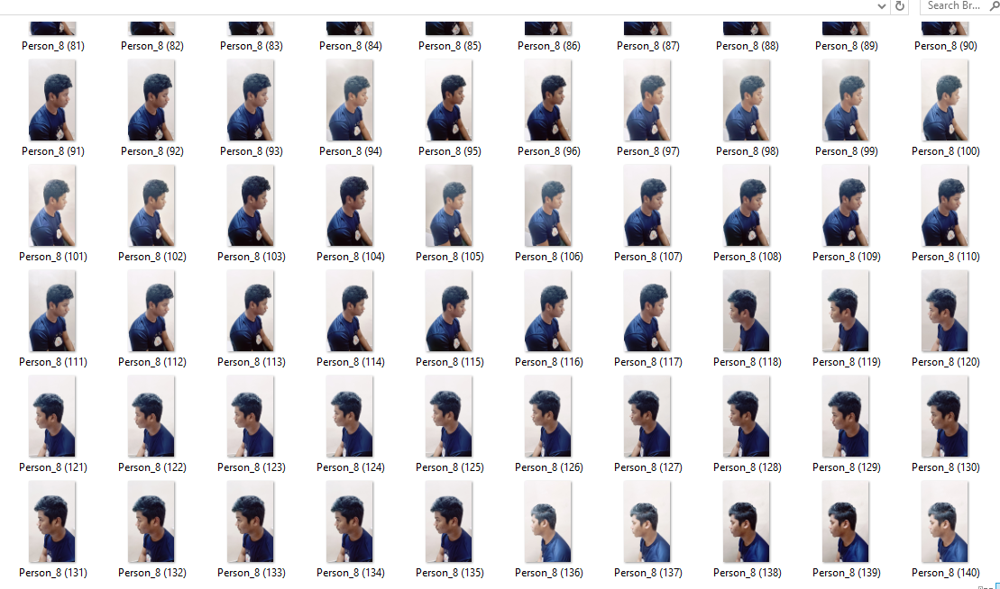 Search Br...
Person_8 (81) Person_8 (82) Person_8 (83) Person_8 (84) Person_8 (85) Person_8 (86) Person_8 (87) Person_8 (88) Person_8 (89) Person_8 (90)
Person_8 (91) Person_8 (92) Person_8 (93) Person_8 (94) Person_8 (95) Person_8 (96) Person_8 (97) Person_8 (98) Person_8 (99) Person_8 (100)
Person_8 (101) Person_8 (102) Person_8 (103) Person_8 (104) Person_8 (105) Person_8 (106) Person_8 (107) Person_8 (108) Person_8 (109) Person_8 (110)
Person_8 (111) Person_8 (112) Person_8 (113) Person_8 (114) Person_8 (115) Person_8 (116) Person_8 (117) Person_8 (118) Person_8 (119) Person_8 (120)
Person_8 (121) Person_8 (122) Person_8 (123) Person_8 (124) Person_8 (125) Person_8 (126) Person_8 (127) Person_8 (128) Person_8 (129) Person_8 (130)
Person_8 (131) Person_8 (132) Person_8 (133) Person_8 (134) Person_8 (135) Person_8 (136) Person_8 (137) Person_8 (138) Person_8 (139) Person_8 (140)